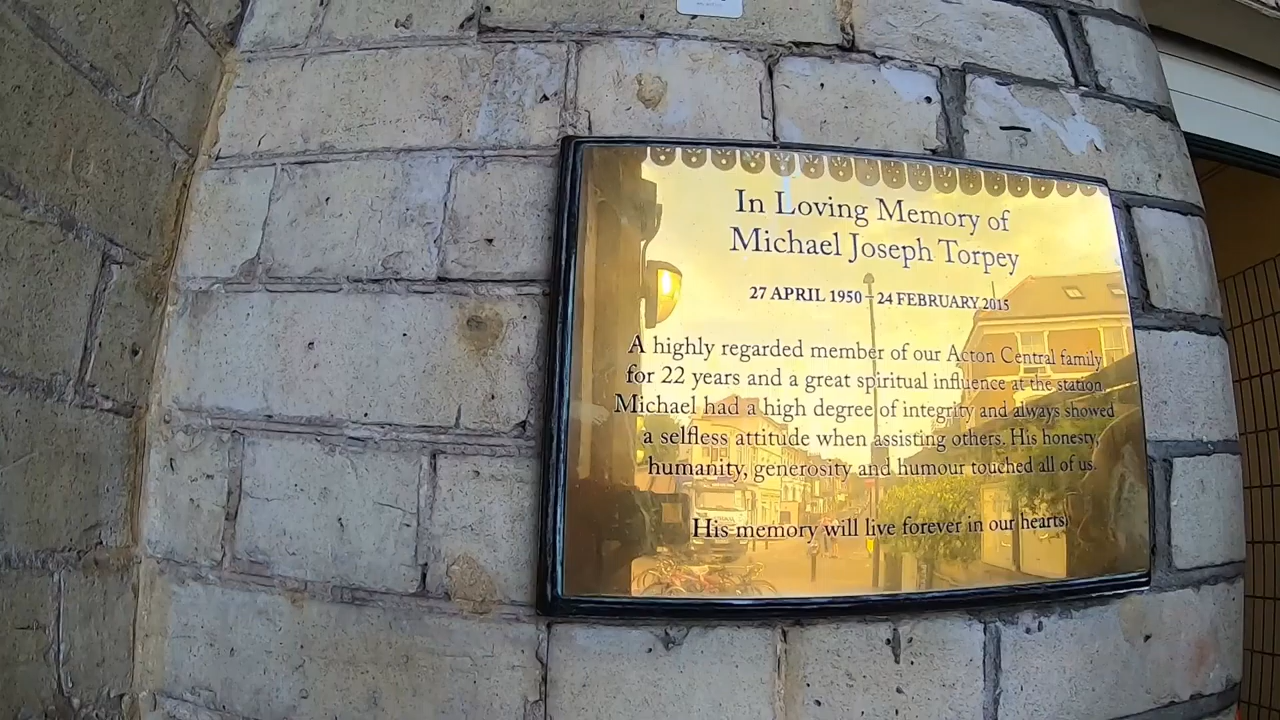 In Loving Memory of
Michael Joseph Torpey
27 APRIL 1950 – 24 FEBRUARY 2015
A highly regarded member of our Acton Central family
for 22 years and a great spiritual influence at the station.
Michael had a high degree of integrity and always showed
a selfless attitude when assisting others. His honesty,
humanity, generosity and humour touched all of us.
His memory will live forever in our hearts.